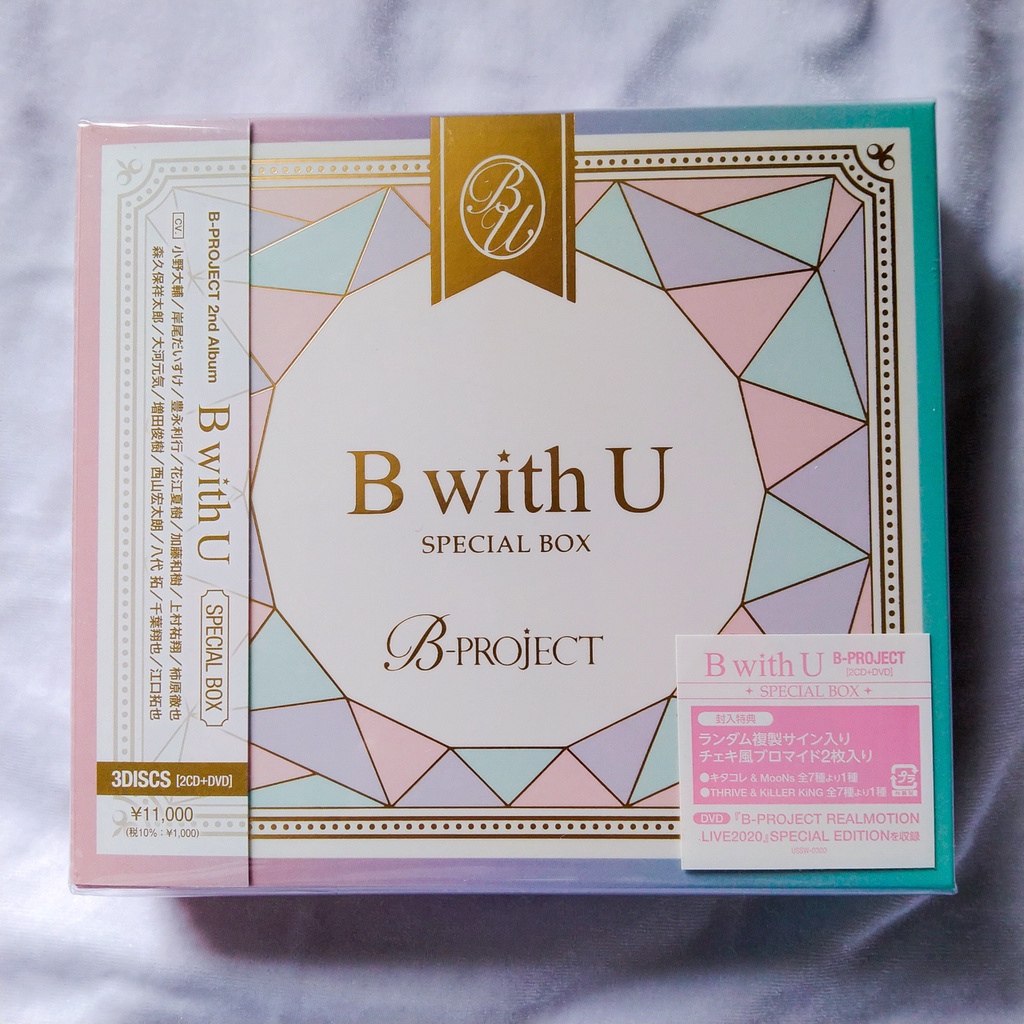 B U
B with U
SPECIAL BOX
B-PROJECT
B-PROJECT 2nd Album B with U SPECIAL BOX
CV. 小野大輔／岸尾だいすけ／豊永利行／花江夏樹／加藤和樹／上村祐翔／柿原徹也
森久保祥太郎／大河元気／増田俊樹／西山宏太朗／八代 拓／千葉翔也／江口拓也
3DISCS [2CD+DVD]
¥11,000
(税10%：¥1,000)
B with U B-PROJECT
[2CD+DVD]
SPECIAL BOX
封入特典
ランダム複製サイン入り
チェキ風ブロマイド2枚入り
●キタコレ & MooNs 全7種より1種
●THRIVE & KiLLER KiNG 全7種より1種
プラ
外装紙
DVD 『B-PROJECT REALMOTION
LIVE2020』SPECIAL EDITIONを収録